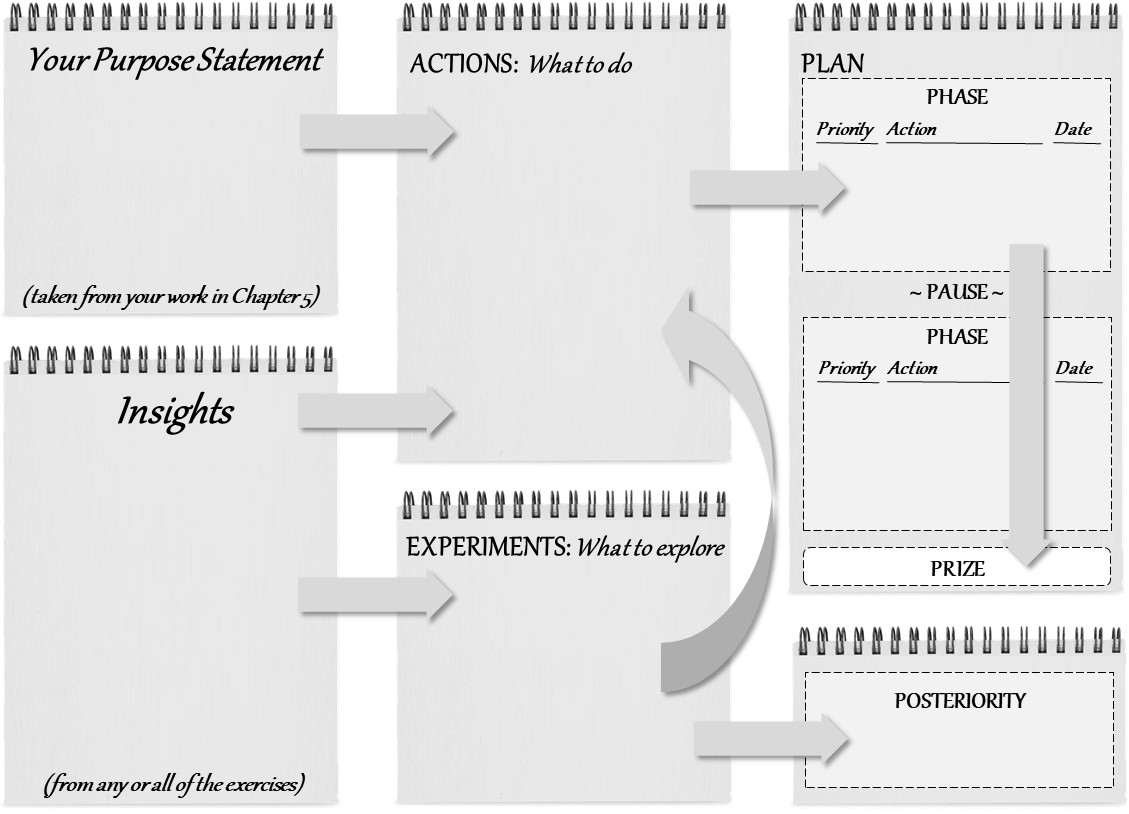 Your Purpose Statement
(taken from your work in Chapter 5)
Insights
(from any or all of the exercises)
ACTIONS: What to do
EXPERIMENTS: What to explore
PLAN
PHASE
Priority Action Date
~ PAUSE ~
PHASE
Priority Action Date
PRIZE
POSTERIORITY